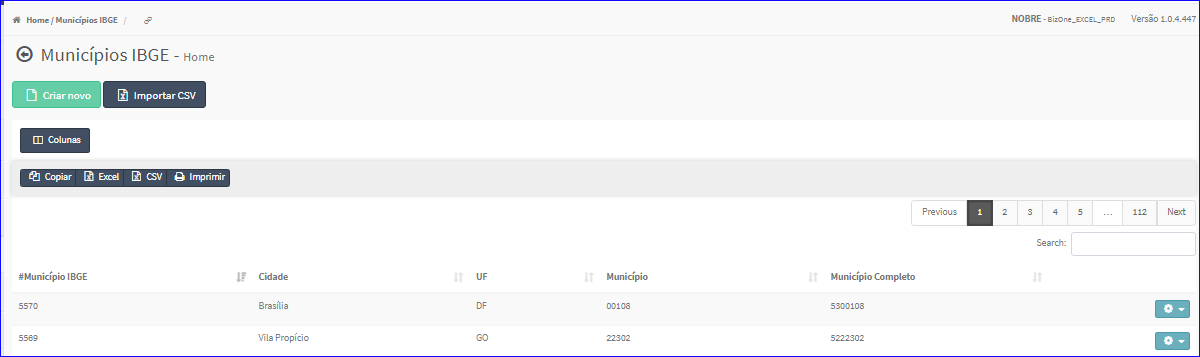 Home / Municípios IBGE / NOBRE - BizOne_EXCEL_PRD Versão 1.0.4.447
Municípios IBGE - Home
Criar novo Importar CSV
Colunas
Copiar Excel CSV Imprimir
Previous 1 2 3 4 5 ... 112 Next
Search:
#Município IBGE Cidade UF Município Município Completo
5570 Brasília DF 00108 5300108
5569 Vila Propício GO 22302 5222302